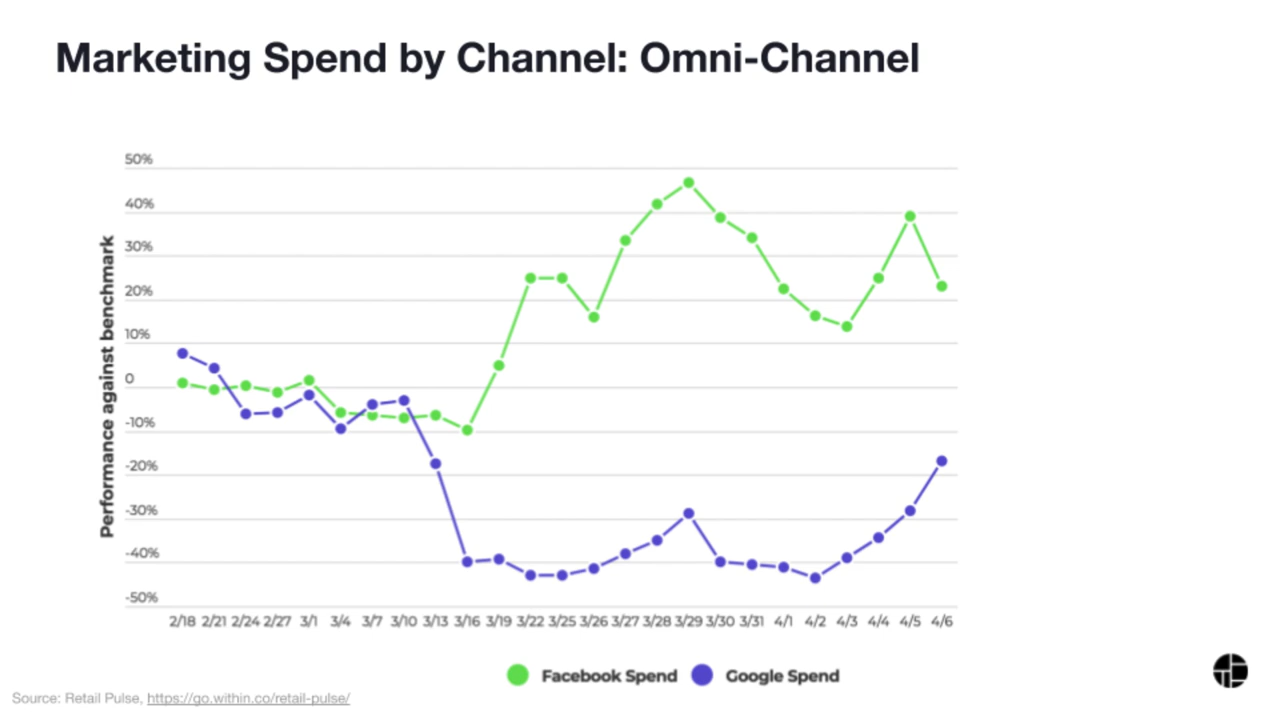 Marketing Spend by Channel: Omni-Channel
Performance against benchmark
50%
40%
30%
20%
10%
0
-10%
-20%
-30%
-40%
-50%
2/18 2/21 2/24 2/27 3/1 3/4 3/7 3/10 3/13 3/16 3/19 3/22 3/25 3/26 3/27 3/28 3/29 3/30 3/31 4/1 4/2 4/3 4/4 4/5 4/6
Facebook Spend Google Spend
Source: Retail Pulse, https://go.within.co/retail-pulse/